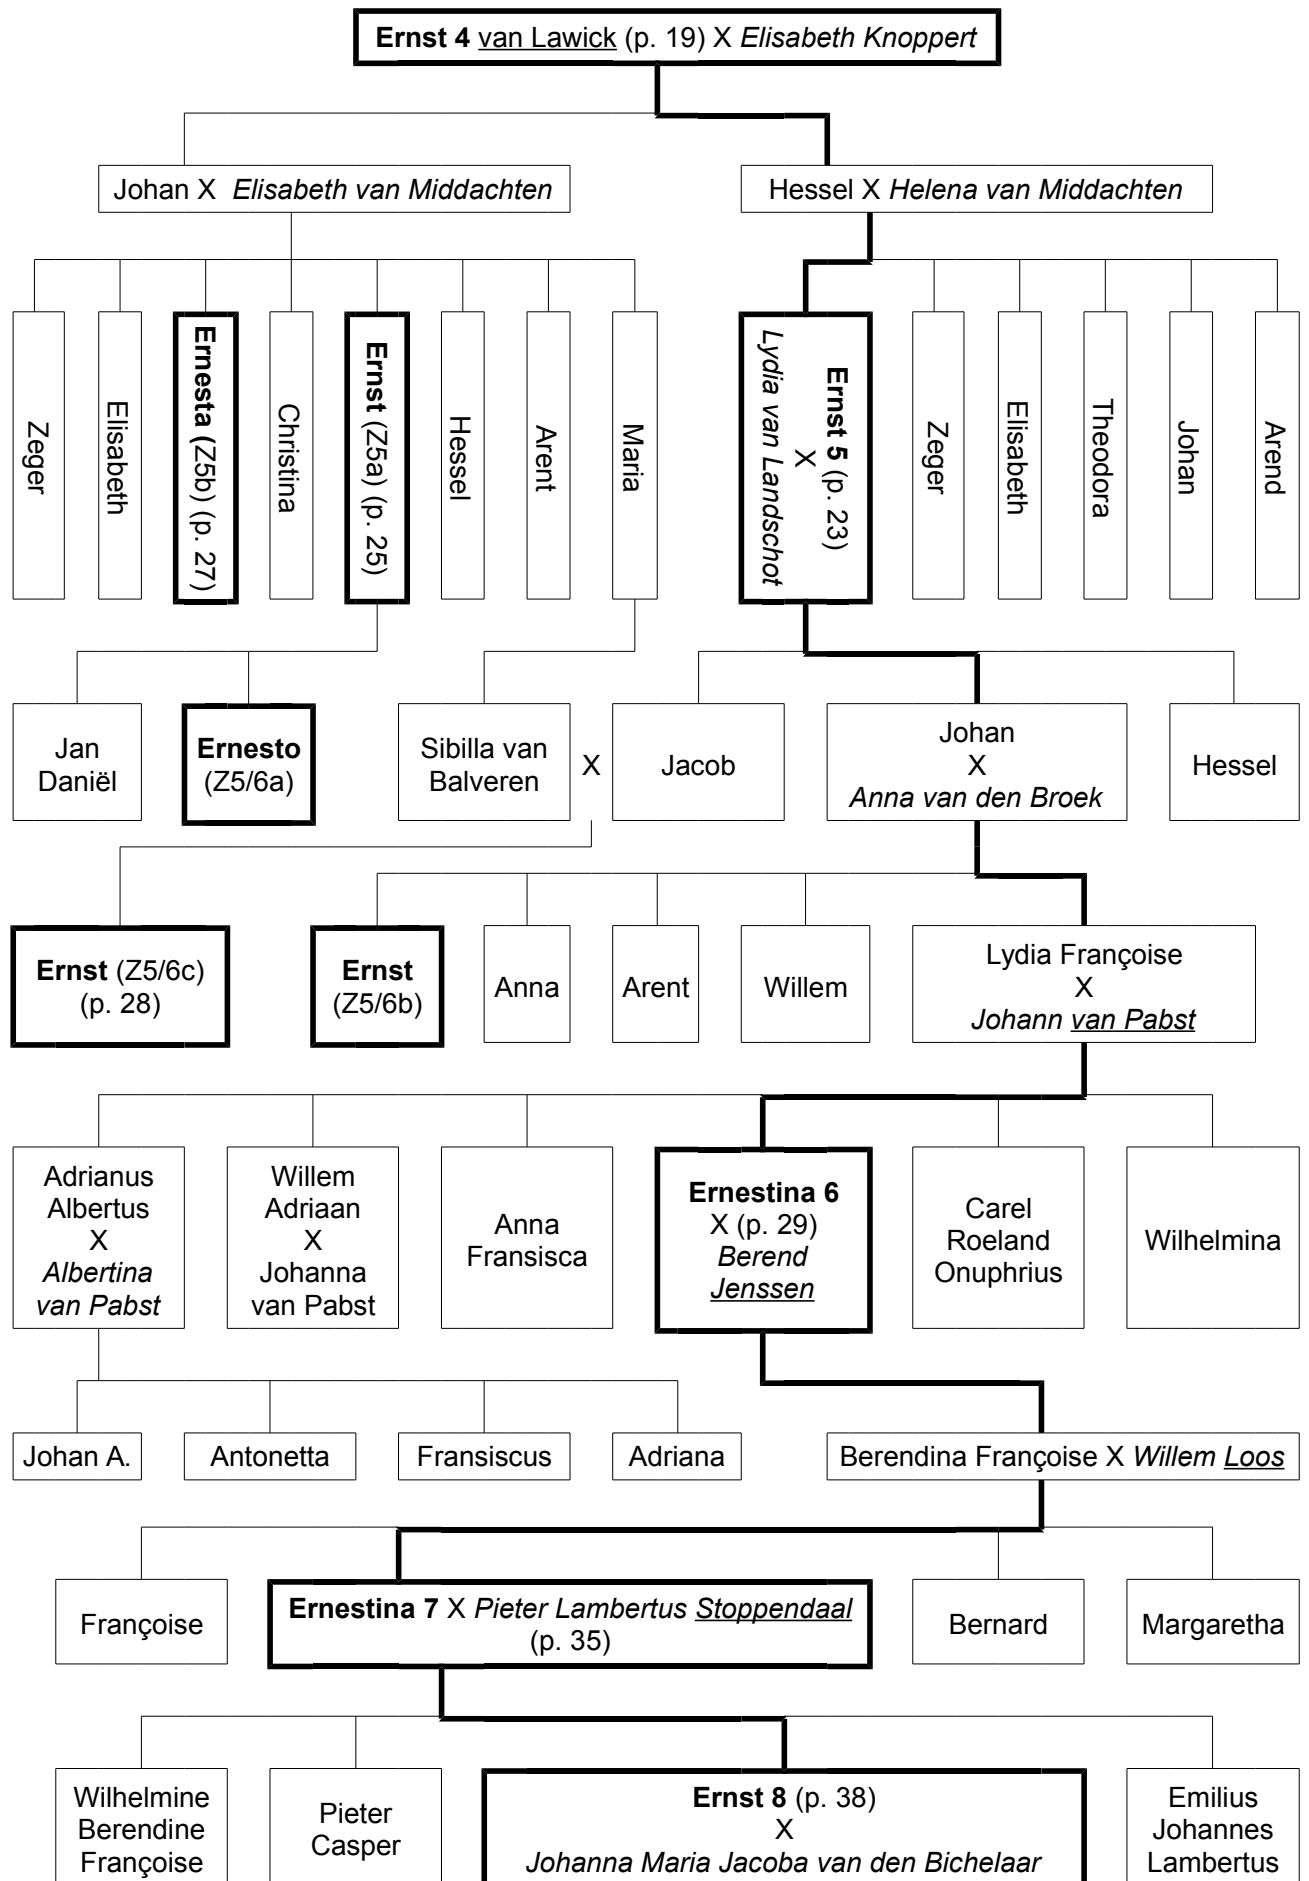 Ernst 4 van Lawick (p. 19) X Elisabeth Knoppert
Johan X Elisabeth van Middachten
Hessel X Helena van Middachten
Zeger
Elisabeth
Ernesta (Z5b) (p. 27)
Christina
Ernst (Z5a) (p. 25)
Hessel
Arent
Maria
Ernst 5 (p. 23)
X
Lydia van Landschot
Zeger
Elisabeth
Theodora
Johan
Arend
Jan
Daniël
Ernesto
(Z5/6a)
Sibilla van
Balveren
X
Jacob
Johan
X
Anna van den Broek
Hessel
Ernst (Z5/6c)
(p. 28)
Ernst
(Z5/6b)
Anna
Arent
Willem
Lydia Françoise
X
Johann van Pabst
Adrianus
Albertus
X
Albertina
van Pabst
Willem
Adriaan
X
Johanna
van Pabst
Anna
Fransisca
Ernestina 6
X (p. 29)
Berend
Jenssen
Carel
Roeland
Onuphrius
Wilhelmina
Johan A.
Antonetta
Fransiscus
Adriana
Berendina Françoise X Willem Loos
Françoise
Ernestina 7 X Pieter Lambertus Stoppendaal
(p. 35)
Bernard
Margaretha
Wilhelmine
Berendine
Françoise
Pieter
Casper
Ernst 8 (p. 38)
X
Johanna Maria Jacoba van den Bichelaar
Emilius
Johannes
Lambertus